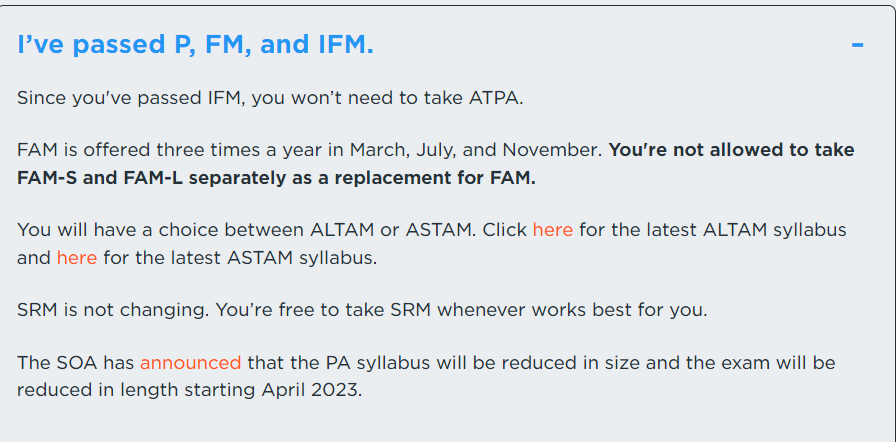 I’ve passed P, FM, and IFM.
Since you've passed IFM, you won’t need to take ATPA.
FAM is offered three times a year in March, July, and November. You're not allowed to take
FAM-S and FAM-L separately as a replacement for FAM.
You will have a choice between ALTAM or ASTAM. Click here for the latest ALTAM syllabus
and here for the latest ASTAM syllabus.
SRM is not changing. You’re free to take SRM whenever works best for you.
The SOA has announced that the PA syllabus will be reduced in size and the exam will be
reduced in length starting April 2023.